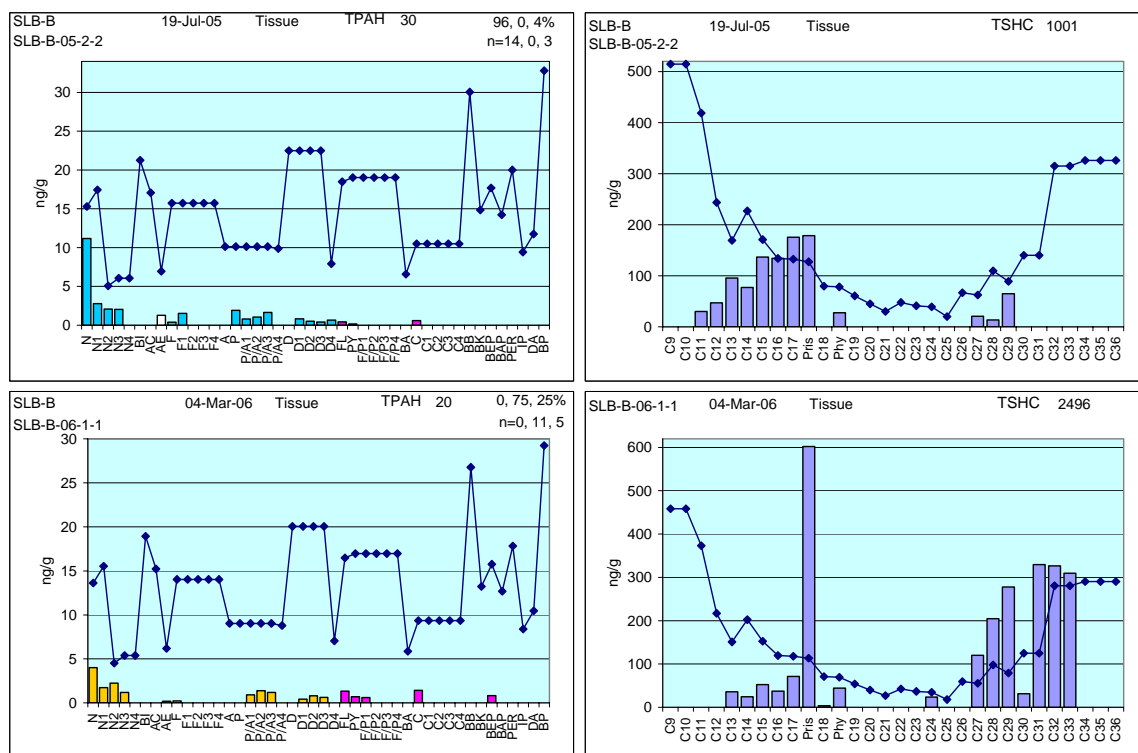 SLB-B 19-Jul-05 Tissue TPAH 30 96, 0, 4%
SLB-B-05-2-2 n=14, 0, 3
ng/g
30
25
20
15
10
5
0
N N1 N2 N3 N4 BI AC AE F F1 F2 F3 F4 A P P/A1 P/A2 P/A3 P/A4 D D1 D2 D3 D4 FL PY F/P1 F/P2 F/P3 F/P4 BA C C1 C2 C3 C4 BB BK BEP BAP PER IP DA BP
SLB-B 19-Jul-05 Tissue TSHC 1001
SLB-B-05-2-2
ng/g
500
400
300
200
100
0
C9 C10 C11 C12 C13 C14 C15 C16 C17 Pris C18 Phy C19 C20 C21 C22 C23 C24 C25 C26 C27 C28 C29 C30 C31 C32 C33 C34 C35 C36
SLB-B 04-Mar-06 Tissue TPAH 20 0, 75, 25%
SLB-B-06-1-1 n=0, 11, 5
ng/g
30
25
20
15
10
5
0
N N1 N2 N3 N4 BI AC AE F F1 F2 F3 F4 A P P/A1 P/A2 P/A3 P/A4 D D1 D2 D3 D4 FL PY F/P1 F/P2 F/P3 F/P4 BA C C1 C2 C3 C4 BB BK BEP BAP PER IP DA BP
SLB-B-06-1-1 04-Mar-06 Tissue TSHC 2496
ng/g
600
500
400
300
200
100
0
C9 C10 C11 C12 C13 C14 C15 C16 C17 Pris C18 Phy C19 C20 C21 C22 C23 C24 C25 C26 C27 C28 C29 C30 C31 C32 C33 C34 C35 C36